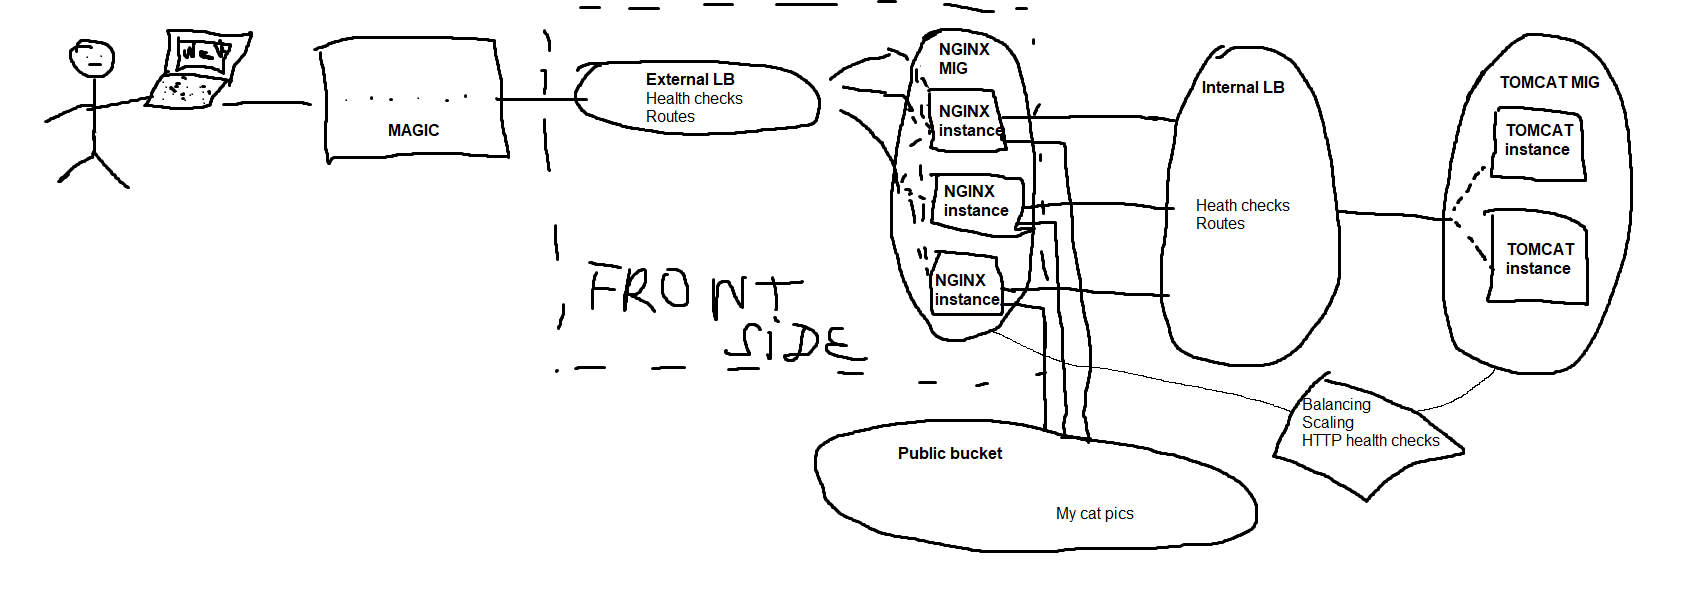 WEB
MAGIC
External LB
Health checks
Routes
NGINX
MIG
NGINX
instance
NGINX
instance
NGINX
instance
Internal LB
Heath checks
Routes
TOMCAT MIG
TOMCAT
instance
TOMCAT
instance
FRONT
SIDE
Balancing
Scaling
HTTP health checks
Public bucket
My cat pics